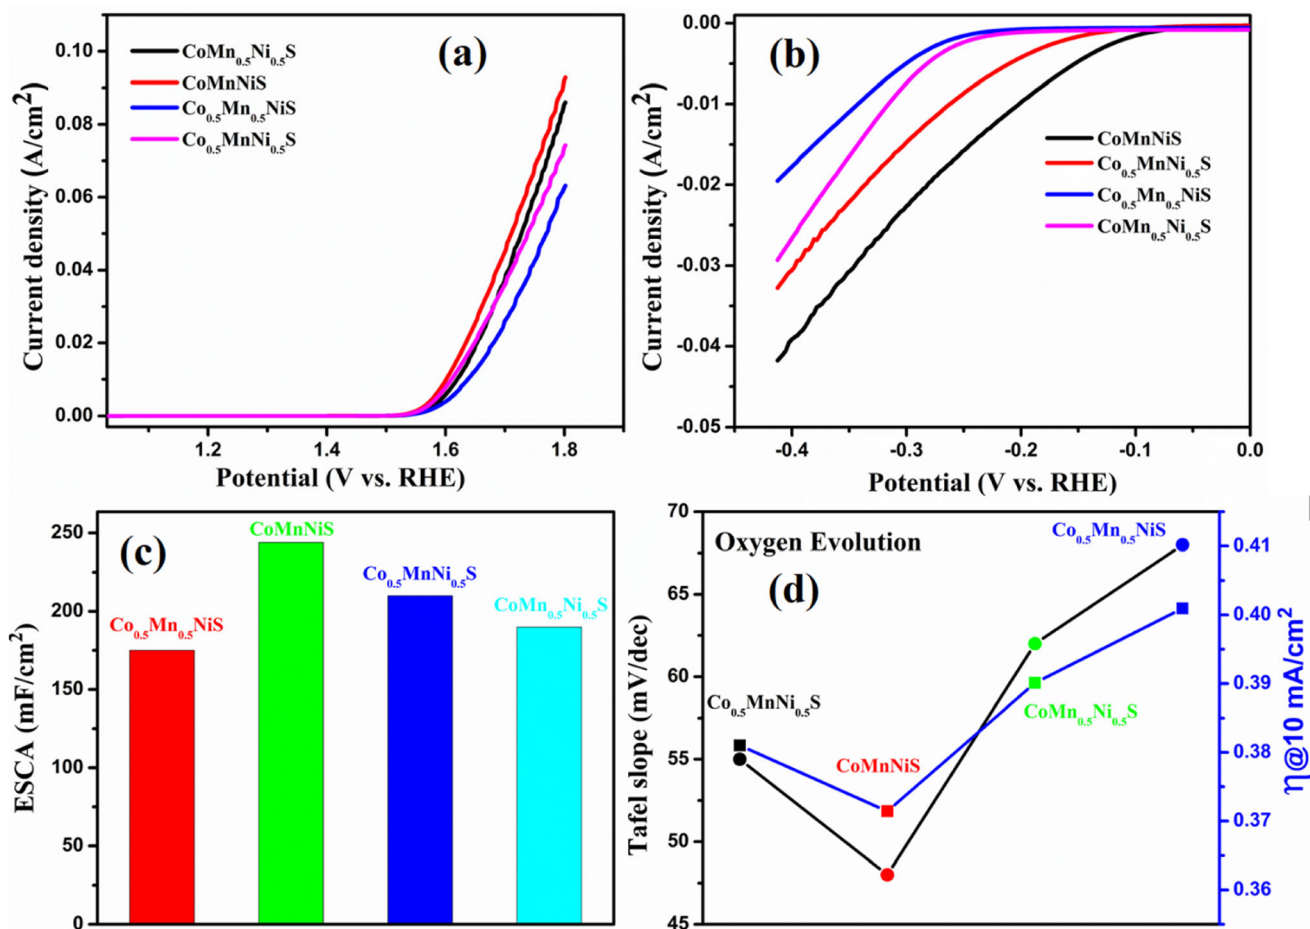 (a)
CoMn0.5Ni0.5S
CoMnNiS
Co0.5Mn0.5NiS
Co0.5MnNi0.5S
Current density (A/cm2)
0.10
0.08
0.06
0.04
0.02
0.00
1.2
1.4
1.6
1.8
Potential (V vs. RHE)
(b)
CoMnNiS
Co0.5MnNi0.5S
Co0.5Mn0.5NiS
CoMn0.5Ni0.5S
Current density (A/cm2)
0.00
-0.01
-0.02
-0.03
-0.04
-0.05
-0.4
-0.3
-0.2
-0.1
0.0
Potential (V vs. RHE)
(c)
ESCA (mF/cm2)
250
200
150
100
50
0
Co0.5Mn0.5NiS
CoMnNiS
Co0.5MnNi0.5S
CoMn0.5Ni0.5S
Oxygen Evolution
(d)
Tafel slope (mV/dec)
70
65
60
55
50
45
Co0.5MnNi0.5S
CoMnNiS
CoMn0.5Ni0.5S
Co0.5Mn0.5NiS
0.41
0.40
0.39
0.38
0.37
0.36
η@10 mA/cm2